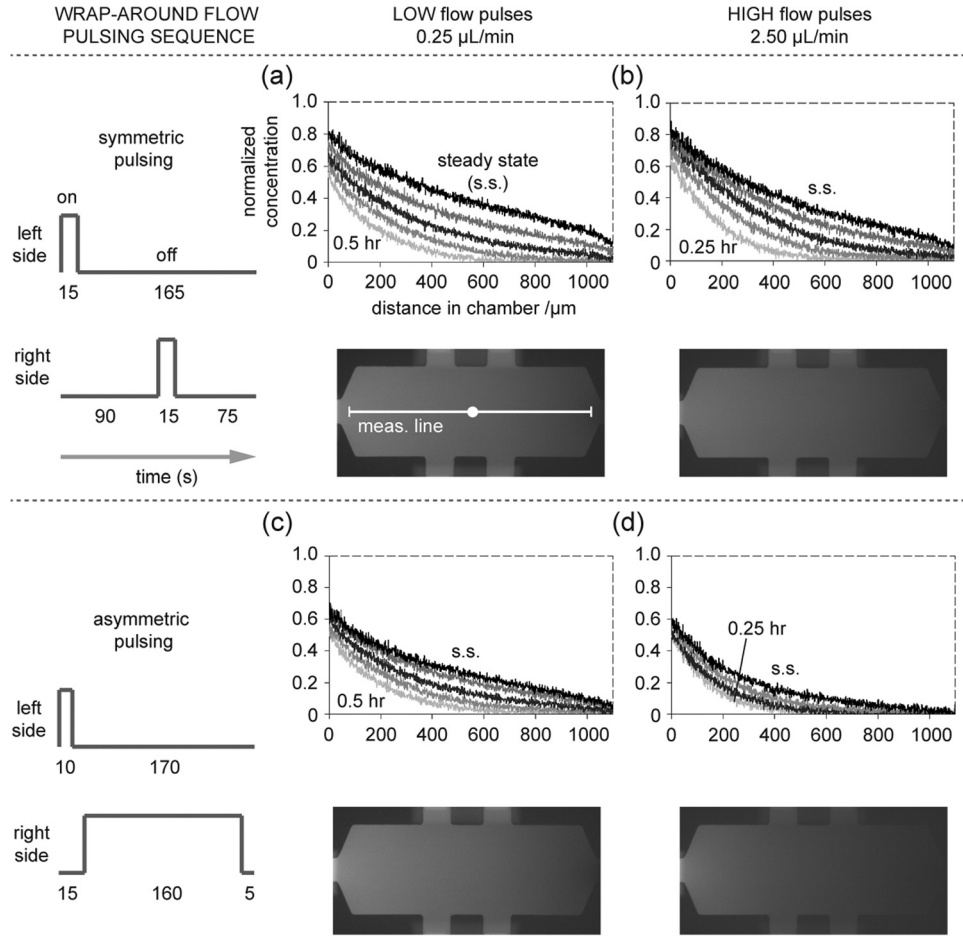 WRAP-AROUND FLOW
PULSING SEQUENCE
LOW flow pulses
0.25 µL/min
HIGH flow pulses
2.50 µL/min
symmetric
pulsing
on
left
side
off
15
165
right
side
90
15
75
time (s)
(a)
normalized
concentration
1.0
0.8
0.6
0.4
0.2
0
steady state
(s.s.)
0.5 hr
0
200
400
600
800
1000
distance in chamber /µm
meas. line
(b)
1.0
0.8
0.6
0.4
0.2
0
s.s.
0.25 hr
0
200
400
600
800
1000
asymmetric
pulsing
left
side
10
170
right
side
15
160
5
(c)
1.0
0.8
0.6
0.4
0.2
0
s.s.
0.5 hr
0
200
400
600
800
1000
(d)
1.0
0.8
0.6
0.4
0.2
0
0.25 hr
s.s.
0
200
400
600
800
1000